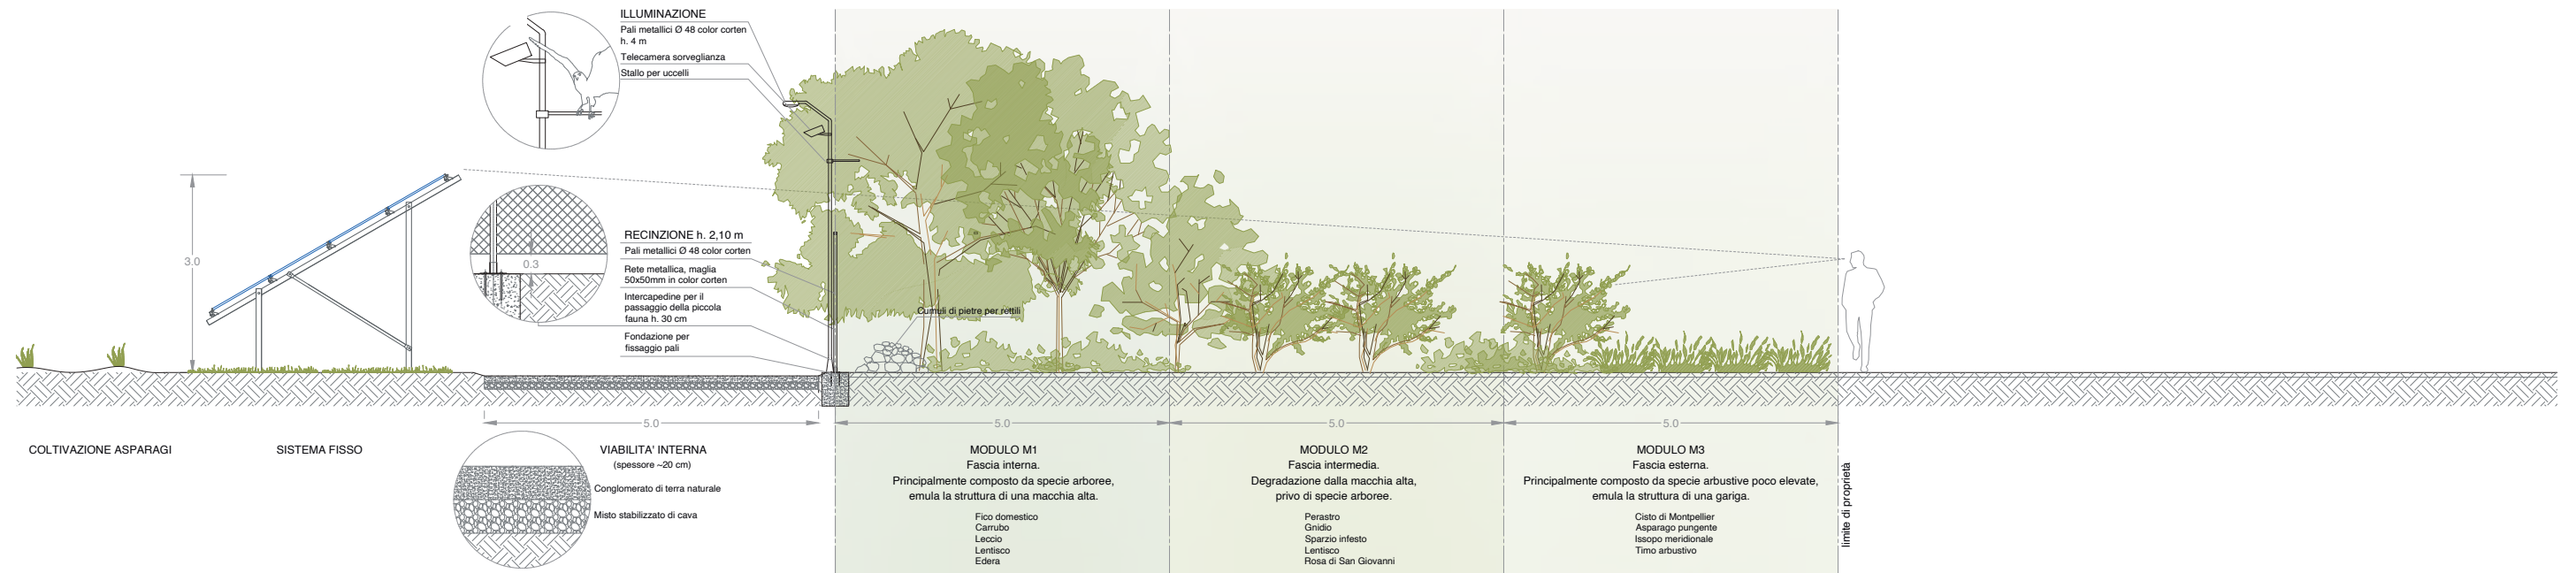 ILLUMINAZIONE
Pali metallici Ø 48 color corten
h. 4 m
Telecamera sorveglianza
Stallo per uccelli
3.0
0.3
RECINZIONE h. 2,10 m
Pali metallici Ø 48 color corten
Rete metallica, maglia
50x50mm in color corten
Intercapedine per il
passaggio della piccola
fauna h. 30 cm
Fondazione per
fissaggio pali
Cumuli di pietre per rettili
5.0
5.0
5.0
5.0
COLTIVAZIONE ASPARAGI
SISTEMA FISSO
VIABILITA' INTERNA
(spessore ~20 cm)
Conglomerato di terra naturale
Misto stabilizzato di cava
MODULO M1
Fascia interna.
Principalmente composto da specie arboree,
emula la struttura di una macchia alta.
Fico domestico
Carrubo
Leccio
Lentisco
Edera
MODULO M2
Fascia intermedia.
Degradazione dalla macchia alta,
privo di specie arboree.
Perastro
Gnidio
Sparzio infesto
Lentisco
Rosa di San Giovanni
MODULO M3
Fascia esterna.
Principalmente composto da specie arbustive poco elevate,
emula la struttura di una gariga.
Cisto di Montpellier
Asparago pungente
Issopo meridionale
Timo arbustivo
limite di proprietà